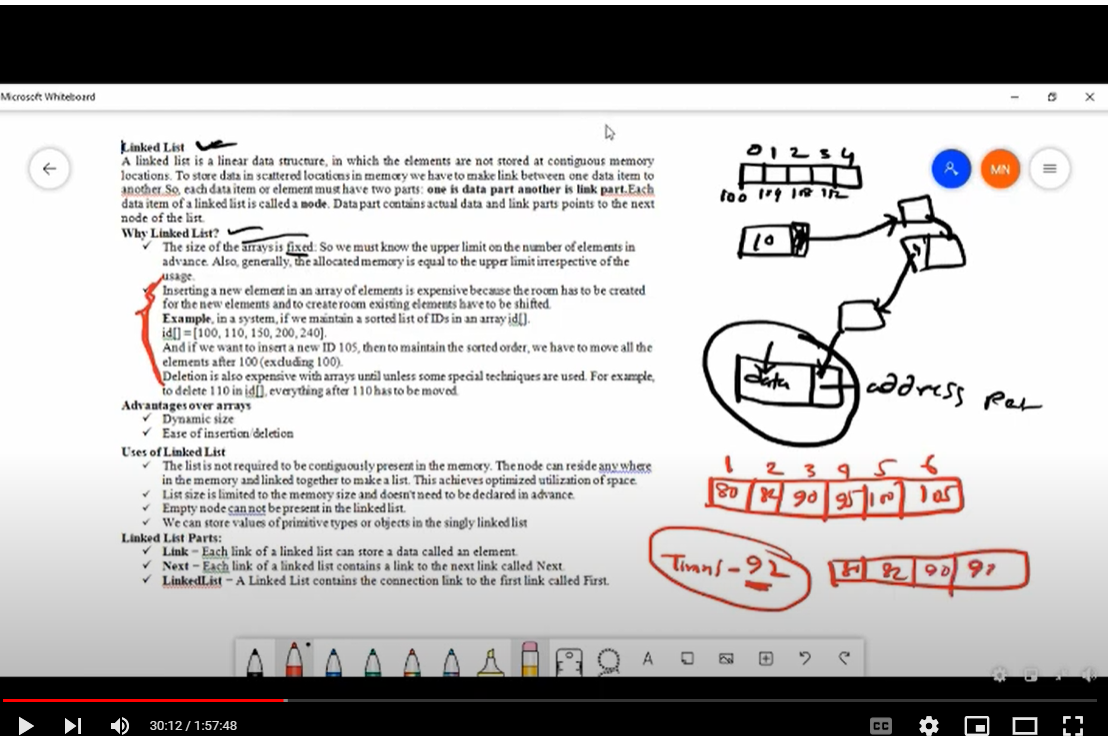 Microsoft Whiteboard
MN
Linked List
A linked list is a linear data structure, in which the elements are not stored at contiguous memory
locations. To store data in scattered locations in memory we have to make link between one data item to
another.So, each data item or element must have two parts: one is data part another is link part.Each
data item of a linked list is called a node. Data part contains actual data and link parts points to the next
node of the list.
Why Linked List?
✓ The size of the arrays is fixed: So we must know the upper limit on the number of elements in
advance. Also, generally, the allocated memory is equal to the upper limit irrespective of the
usage.
Inserting a new element in an array of elements is expensive because the room has to be created
for the new elements and to create room existing elements have to be shifted.
Example, in a system, if we maintain a sorted list of IDs in an array id[].
id[] = [100, 110, 150, 200, 240].
And if we want to insert a new ID 105, then to maintain the sorted order, we have to move all the
elements after 100 (excluding 100).
Deletion is also expensive with arrays until unless some special techniques are used. For example,
to delete 110 in id[], everything after 110 has to be moved.
Advantages over arrays
✓ Dynamic size
✓ Ease of insertion/deletion
Uses of Linked List
✓ The list is not required to be contiguously present in the memory. The node can reside any where
in the memory and linked together to make a list. This achieves optimized utilization of space.
✓ List size is limited to the memory size and doesn't need to be declared in advance.
✓ Empty node can not be present in the linked list.
✓ We can store values of primitive types or objects in the singly linked list
Linked List Parts:
✓ Link – Each link of a linked list can store a data called an element.
✓ Next – Each link of a linked list contains a link to the next link called Next.
✓ LinkedList – A Linked List contains the connection link to the first link called First.
0 1 2 3 4
100 104 108 112
10
data
address
1 2 3 4 5 6
80 82 90 95 100 105
92
82 90
A
30:12 / 1:57:48
CC